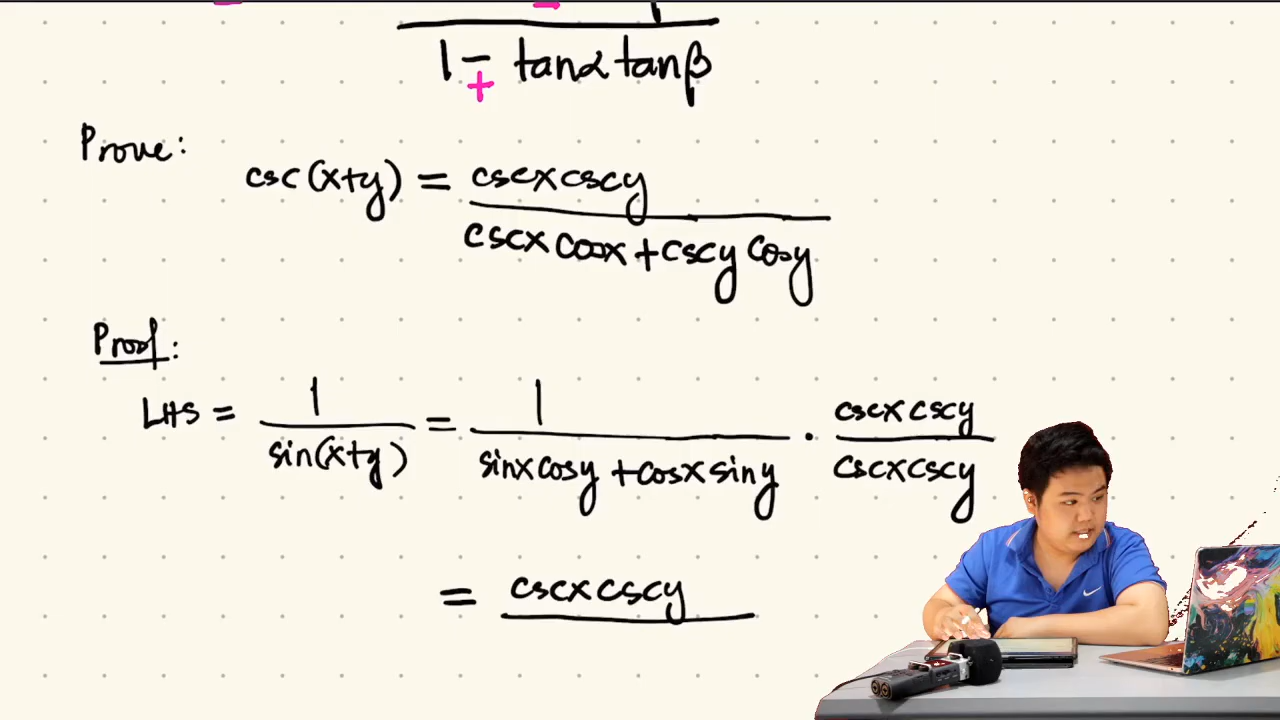 1 - tanα tanβ
+
Prove:
csc(x+y) = cscx cscy
cscx cosx + cscy cosy
Proof:
LHS = 1 / sin(x+y) = 1 / sinx cosy + cosx siny · cscx cscy / cscx cscy
= cscx cscy